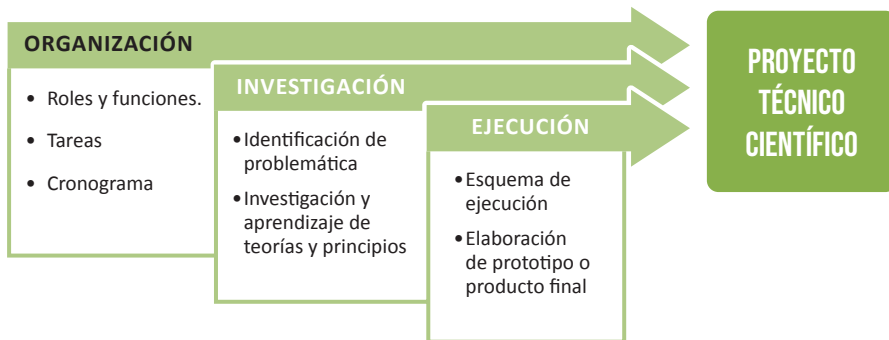 ORGANIZACIÓN
• Roles y funciones.
• Tareas
• Cronograma
INVESTIGACIÓN
•Identificación de
problemática
•Investigación y
aprendizaje de
teorías y principios
EJECUCIÓN
•Esquema de
ejecución
•Elaboración
de prototipo o
producto final
PROYECTO
TÉCNICO
CIENTÍFICO